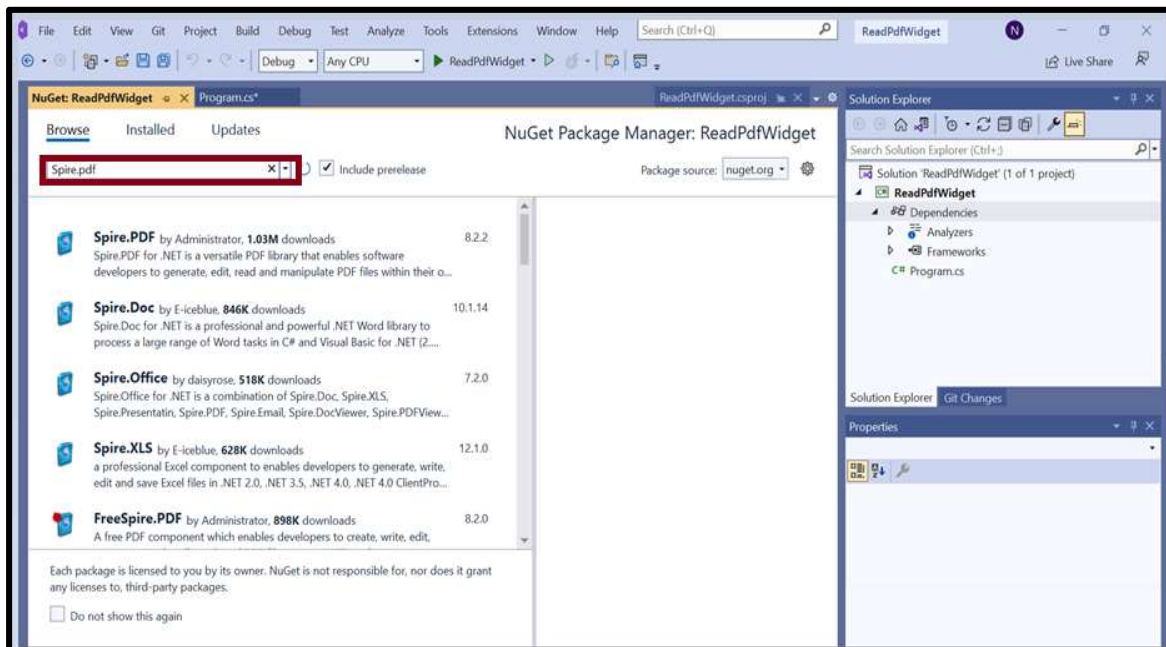 File Edit View Git Project Build Debug Test Analyze Tools Extensions Window Help Search (Ctrl+Q) ReadPdfWidget N
Debug Any CPU ReadPdfWidget Live Share
NuGet: ReadPdfWidget Program.cs* ReadPdfWidget.csproj
Browse Installed Updates
NuGet Package Manager: ReadPdfWidget
Spire.pdf Include prerelease Package source: nuget.org
Spire.PDF by Administrator, 1.03M downloads 8.2.2
Spire.PDF for .NET is a versatile PDF library that enables software
developers to generate, edit, read and manipulate PDF files within their o...
Spire.Doc by E-iceblue, 846K downloads 10.1.14
Spire.Doc for .NET is a professional and powerful .NET Word library to
process a large range of Word tasks in C# and Visual Basic for .NET (2....
Spire.Office by daisyrose, 518K downloads 7.2.0
Spire.Office for .NET is a combination of Spire.Doc, Spire.XLS,
Spire.Presentatin, Spire.PDF, Spire.Email, Spire.DocViewer, Spire.PDFView...
Spire.XLS by E-iceblue, 628K downloads 12.1.0
a professional Excel component to enables developers to generate, write,
edit and save Excel files in .NET 2.0, .NET 3.5, .NET 4.0, .NET 4.0 ClientPro...
FreeSpire.PDF by Administrator, 898K downloads 8.2.0
A free PDF component which enables developers to create, write, edit,
Each package is licensed to you by its owner. NuGet is not responsible for, nor does it grant
any licenses to, third-party packages.
Do not show this again
Solution Explorer
Search Solution Explorer (Ctrl+;)
Solution 'ReadPdfWidget' (1 of 1 project)
C# ReadPdfWidget
Dependencies
Analyzers
Frameworks
C# Program.cs
Solution Explorer Git Changes
Properties